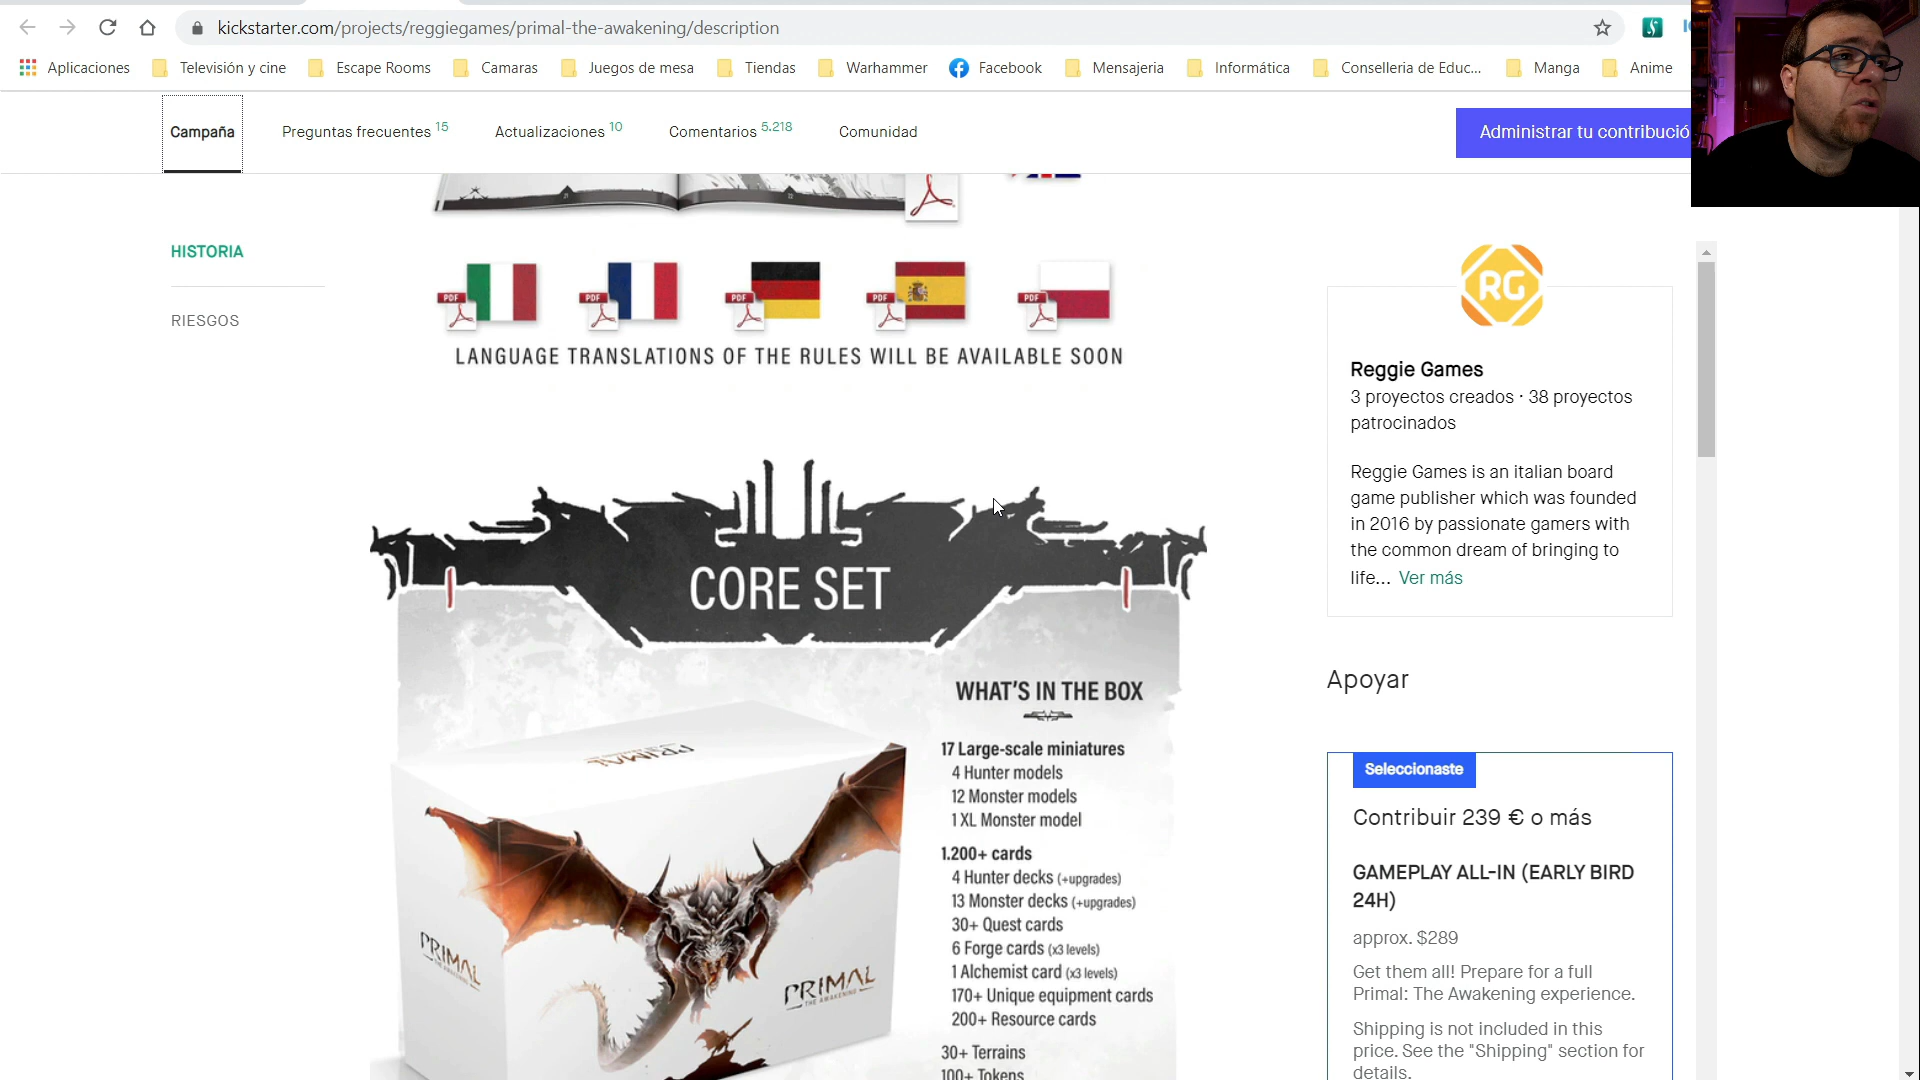 kickstarter.com/projects/reggiegames/primal-the-awakening/description
Aplicaciones
Televisión y cine
Escape Rooms
Camaras
Juegos de mesa
Tiendas
Warhammer
Facebook
Mensajeria
Informática
Conselleria de Educ...
Manga
Anime
Campaña
Preguntas frecuentes 15
Actualizaciones 10
Comentarios 5.218
Comunidad
Administrar tu contribució
HISTORIA
RIESGOS
PDF
PDF
PDF
PDF
PDF
LANGUAGE TRANSLATIONS OF THE RULES WILL BE AVAILABLE SOON
CORE SET
WHAT'S IN THE BOX
17 Large-scale miniatures
4 Hunter models
12 Monster models
1 XL Monster model
1.200+ cards
4 Hunter decks (+upgrades)
13 Monster decks (+upgrades)
30+ Quest cards
6 Forge cards (x3 levels)
1 Alchemist card (x3 levels)
170+ Unique equipment cards
200+ Resource cards
30+ Terrains
100+ Tokens
PRIMAL
PRIMAL
THE AWAKENING
PRIMAL
THE AWAKENING
RG
Reggie Games
3 proyectos creados · 38 proyectos
patrocinados
Reggie Games is an italian board
game publisher which was founded
in 2016 by passionate gamers with
the common dream of bringing to
life... Ver más
Apoyar
Seleccionaste
Contribuir 239 € o más
GAMEPLAY ALL-IN (EARLY BIRD
24H)
approx. $289
Get them all! Prepare for a full
Primal: The Awakening experience.
Shipping is not included in this
price. See the "Shipping" section for
details.